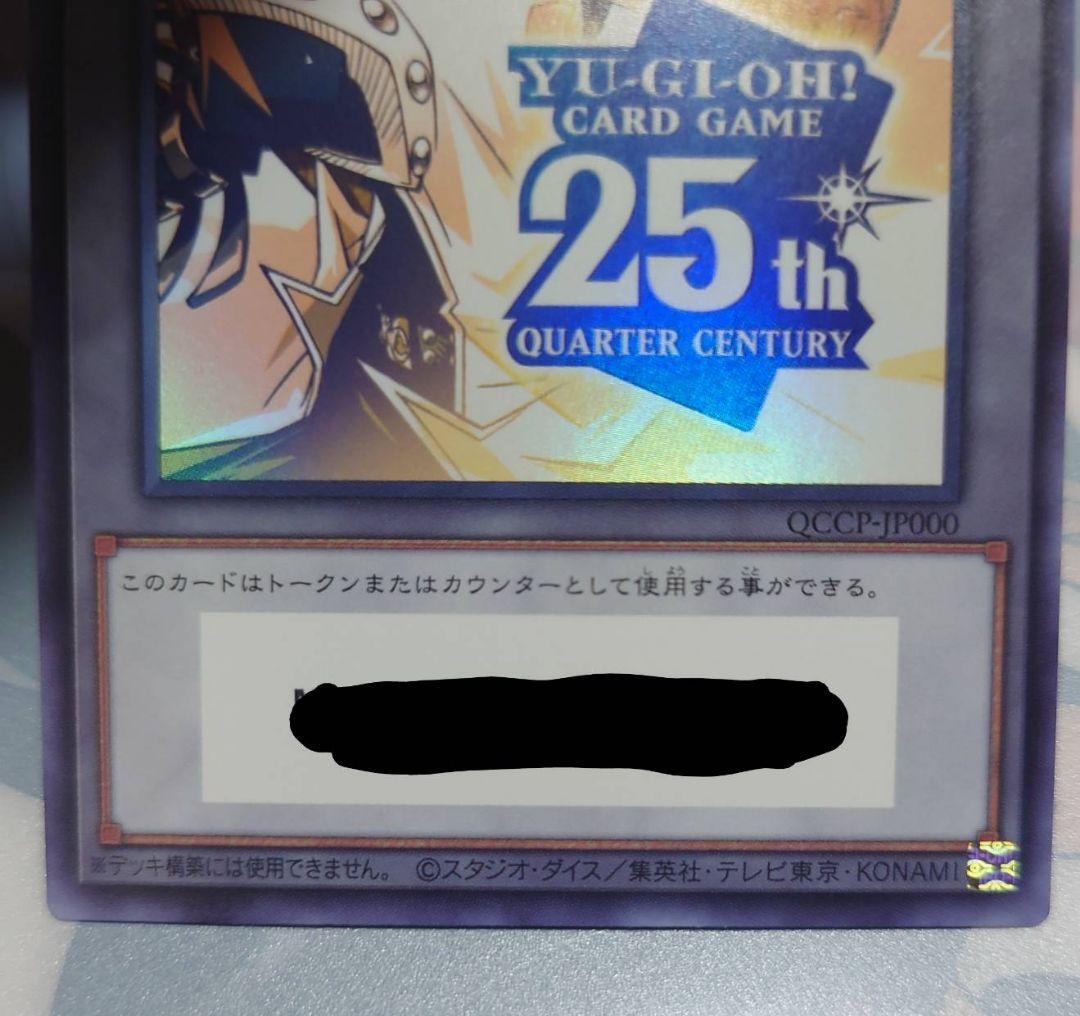 YU-GI-OH!
CARD GAME
25th
QUARTER CENTURY
QCCP-JP000
このカードはトークンまたはカウンターとして使用する事ができる。
※デッキ構築には使用できません。 ©スタジオ・ダイス／集英社・テレビ東京・KONAMI